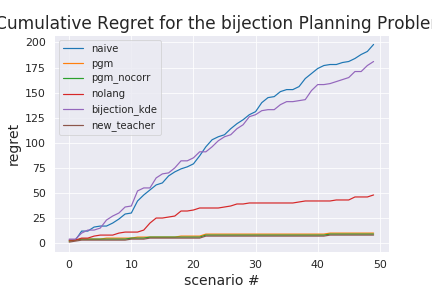 Cumulative Regret for the bijection Planning Proble
200
175
150
125
100
75
50
25
0
regret
naive
pgm
pgm_nocorr
nolang
bijection_kde
new_teacher
0 10 20 30 40 50
scenario #